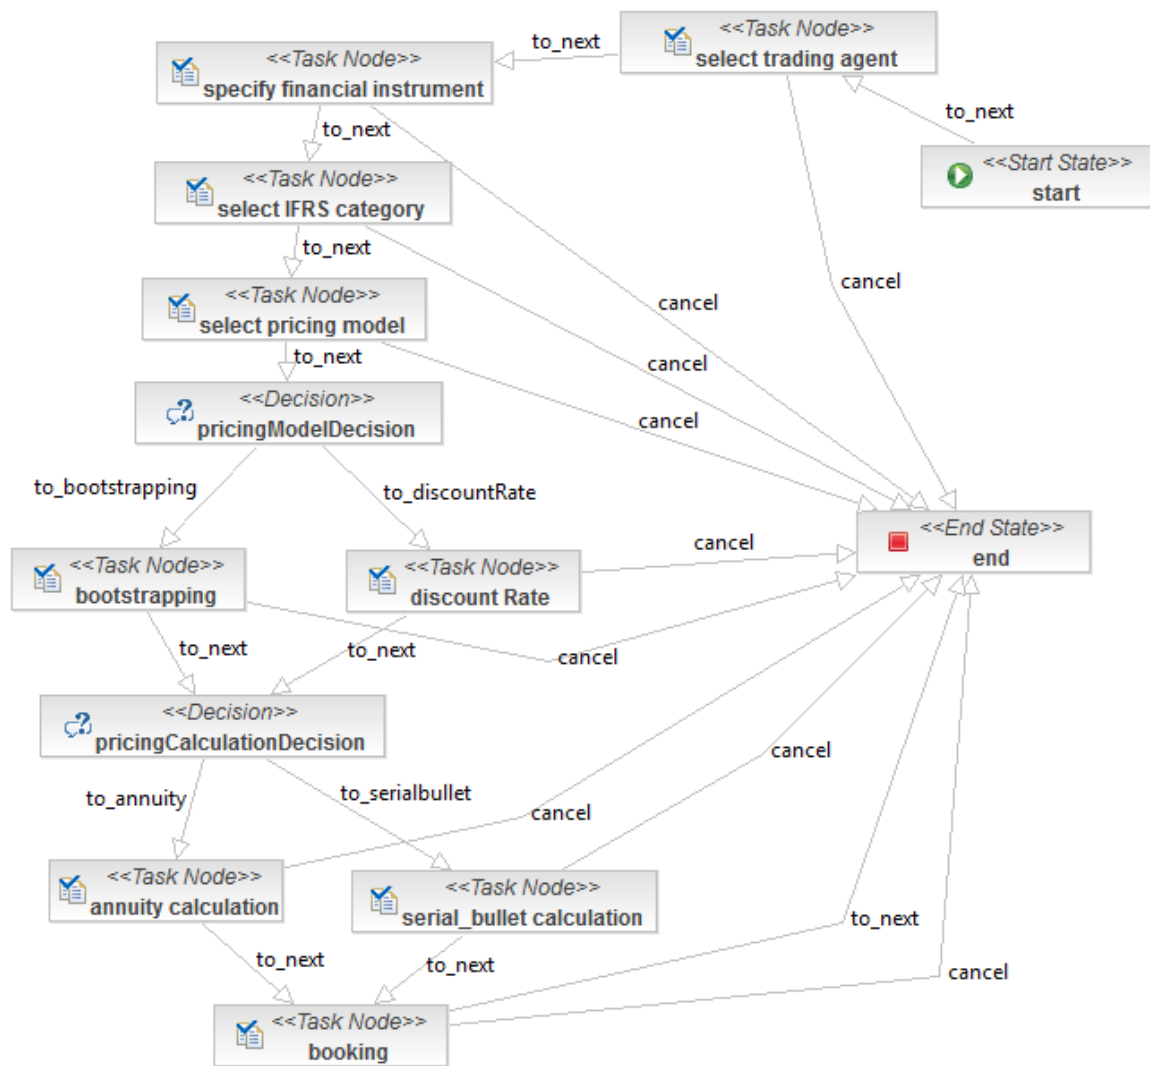 <<Task Node>>
select trading agent
to_next
<<Task Node>>
specify financial instrument
to_next
<<Start State>>
start
to_next
<<Task Node>>
select IFRS category
to_next
<<Task Node>>
select pricing model
cancel
cancel
to_next
cancel
cancel
<<Decision>>
pricingModelDecision
to_bootstrapping
to_discountRate
<<End State>>
end
cancel
<<Task Node>>
bootstrapping
<<Task Node>>
discount Rate
to_next
to_next
cancel
<<Decision>>
pricingCalculationDecision
cancel
to_annuity
to_serialbullet
cancel
<<Task Node>>
annuity calculation
<<Task Node>>
serial_bullet calculation
to_next
to_next
to_next
cancel
<<Task Node>>
booking